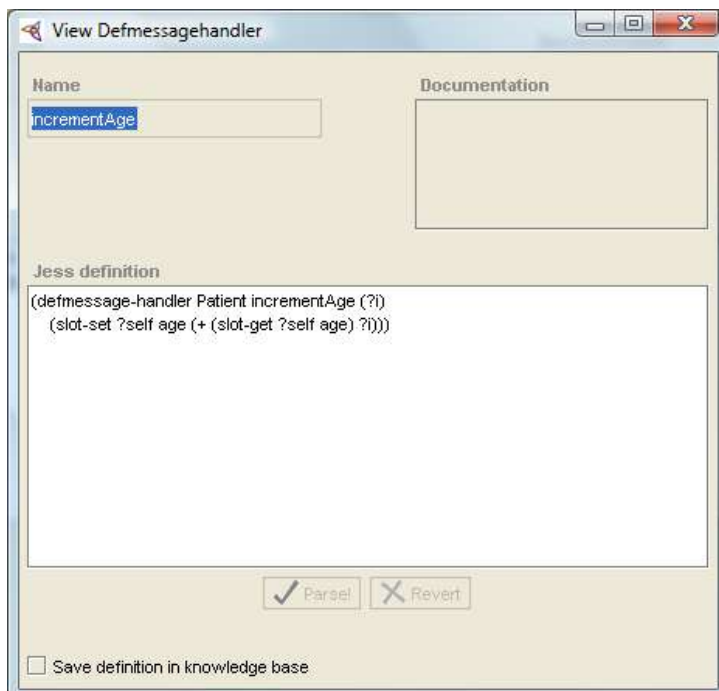 View Defmessagehandler
Name
Documentation
incrementAge
Jess definition
(defmessage-handler Patient incrementAge (?i)
(slot-set ?self age (+ (slot-get ?self age) ?i)))
Parse!
Revert
Save definition in knowledge base